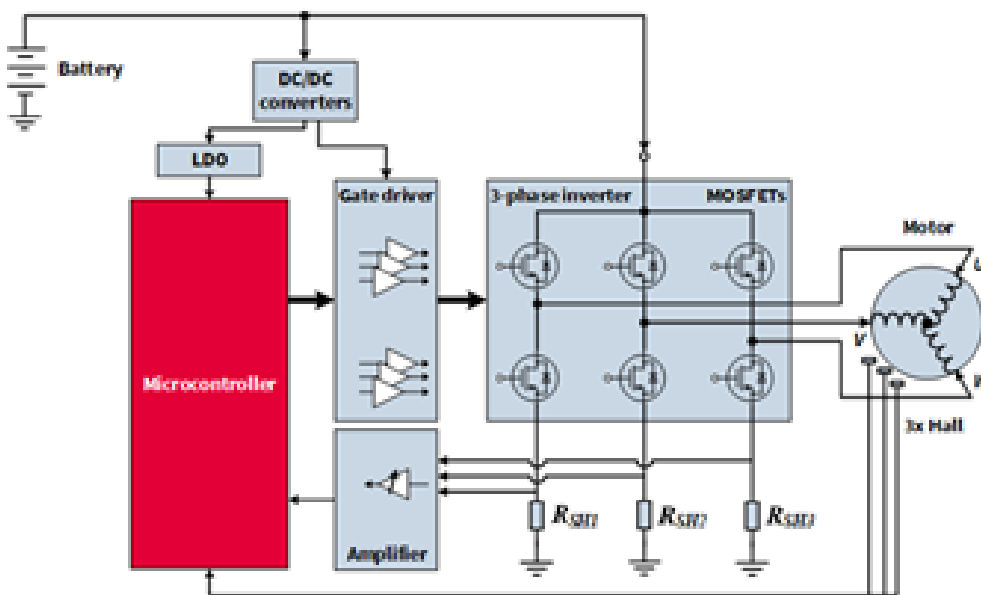 Battery
DC/DC
converters
LDO
Gate driver
3-phase inverter
MOSFETs
Motor
U
V
Microcontroller
3x Hall
Amplifier
R_SH1
R_SH2
R_SH3